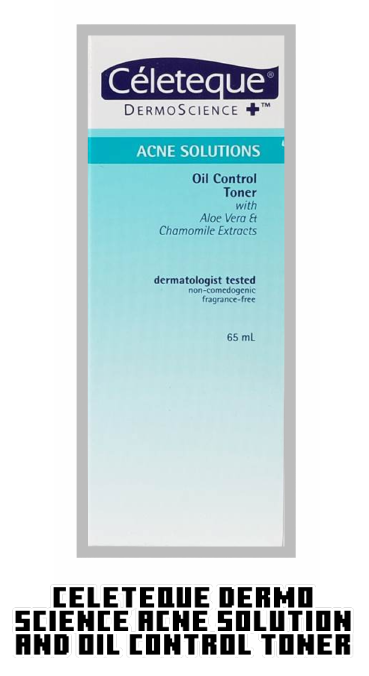 Céleteque®
DERMOSCIENCE ✚™
ACNE SOLUTIONS
Oil Control
Toner
with
Aloe Vera &
Chamomile Extracts
dermatologist tested
non-comedogenic
fragrance-free
65 mL
CELETEQUE DERMO
SCIENCE ACNE SOLUTION
AND OIL CONTROL TONER